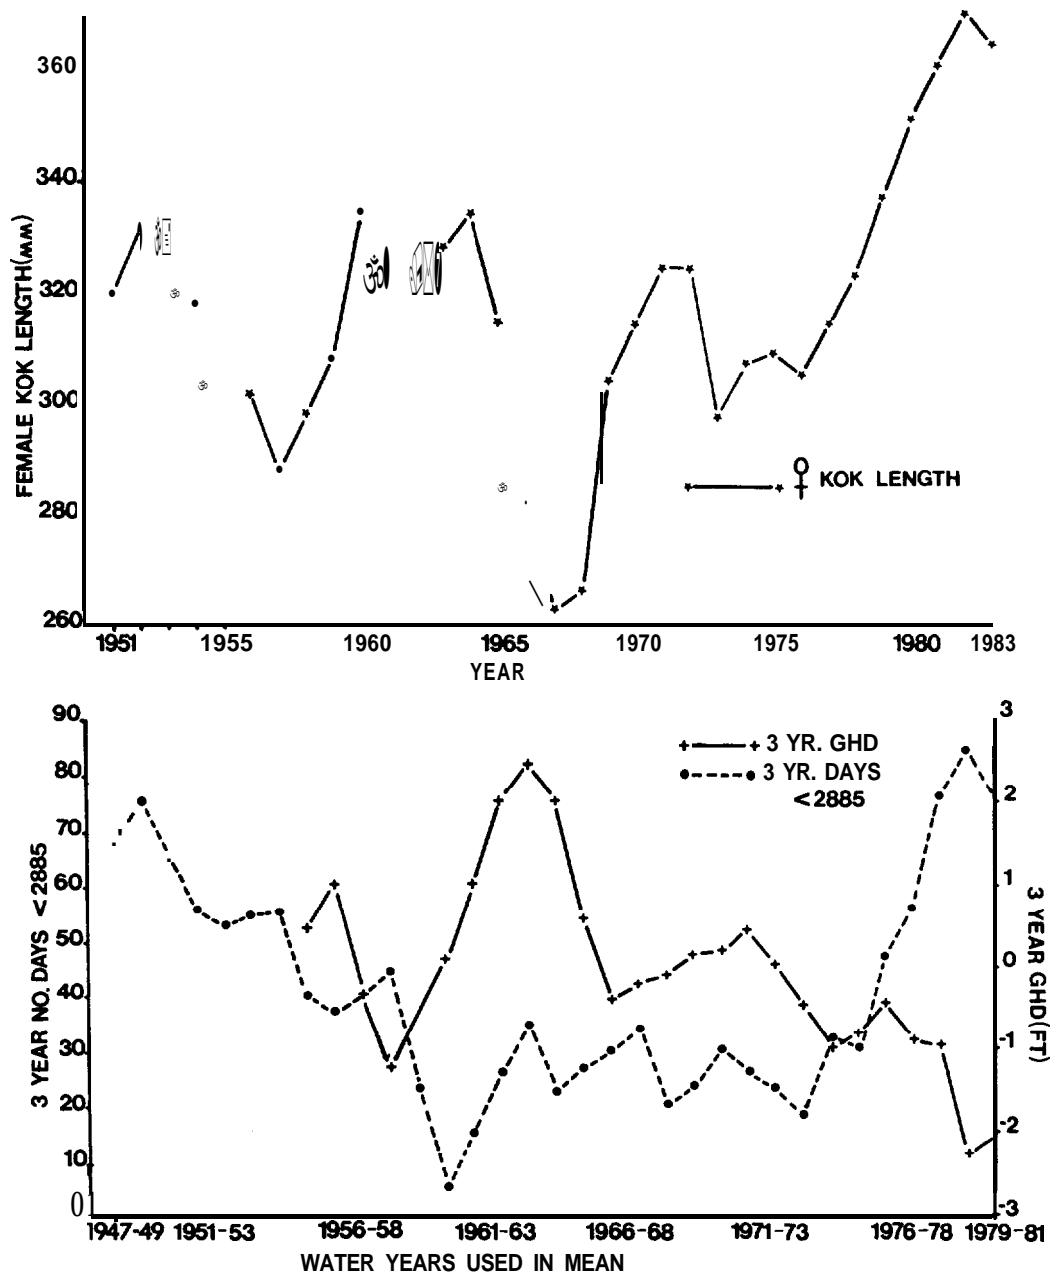 360
340
320
300
280
260
FEMALE KOK LENGTH(MM)
♀ KOK LENGTH
1951 1955 1960 1965 1970 1975 1980 1983
YEAR
90
80
70
60
50
40
30
20
10
0
3 YEAR NO. DAYS <2885
3 YR. GHD
3 YR. DAYS
<2885
3
2
1
0
-1
-2
-3
3 YEAR GHD(FT)
1947-49 1951-53 1956-58 1961-63 1966-68 1971-73 1976-78 1979-81
WATER YEARS USED IN MEAN